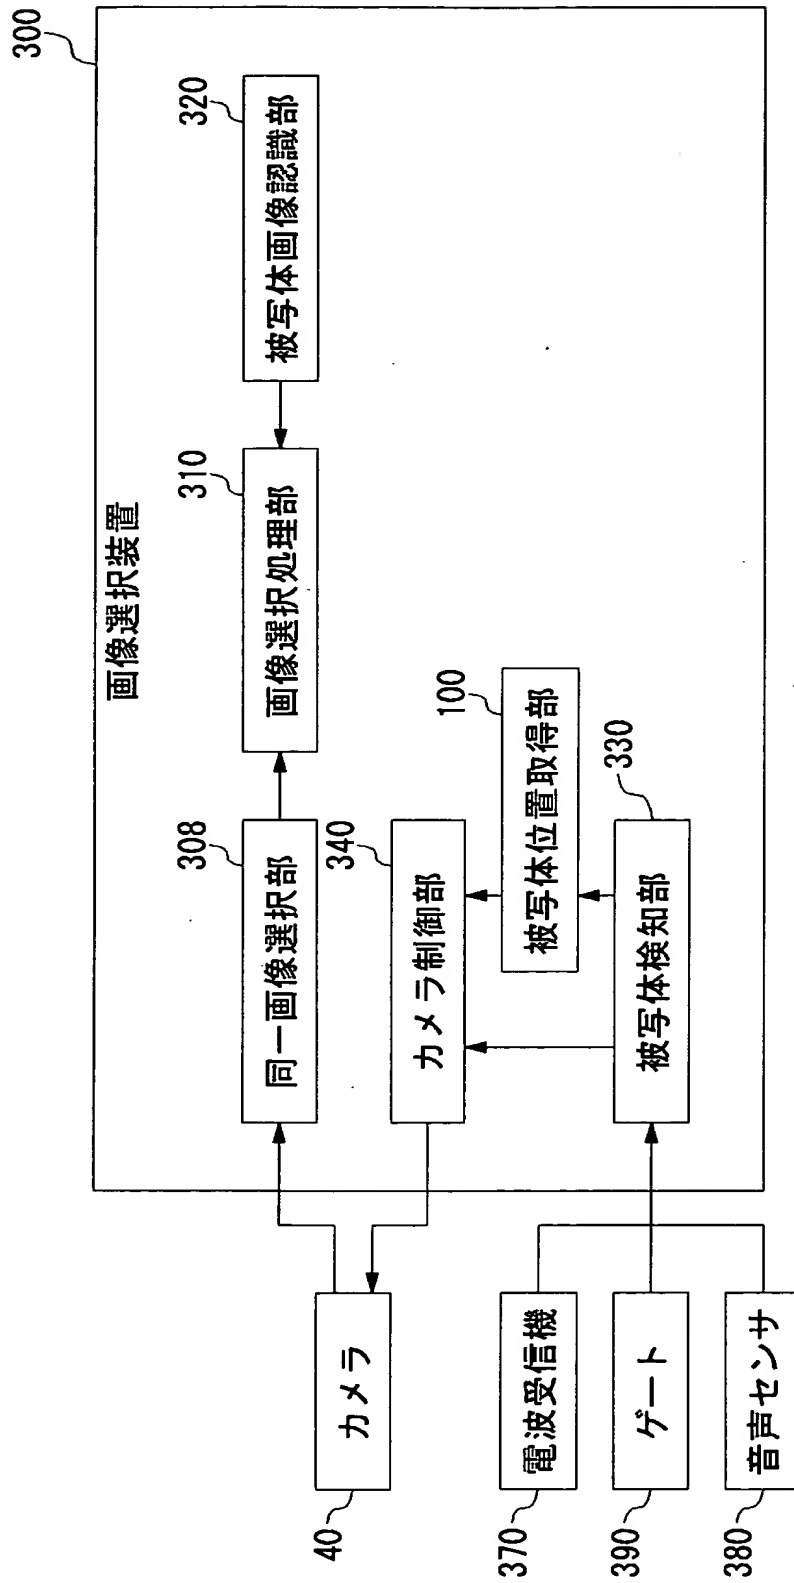 300
画像選択装置
320
被写体画像認識部
310
画像選択処理部
308
同一画像選択部
340
カメラ制御部
100
被写体位置取得部
330
被写体検知部
カメラ
40
電波受信機
370
ゲート
390
音声センサ
380